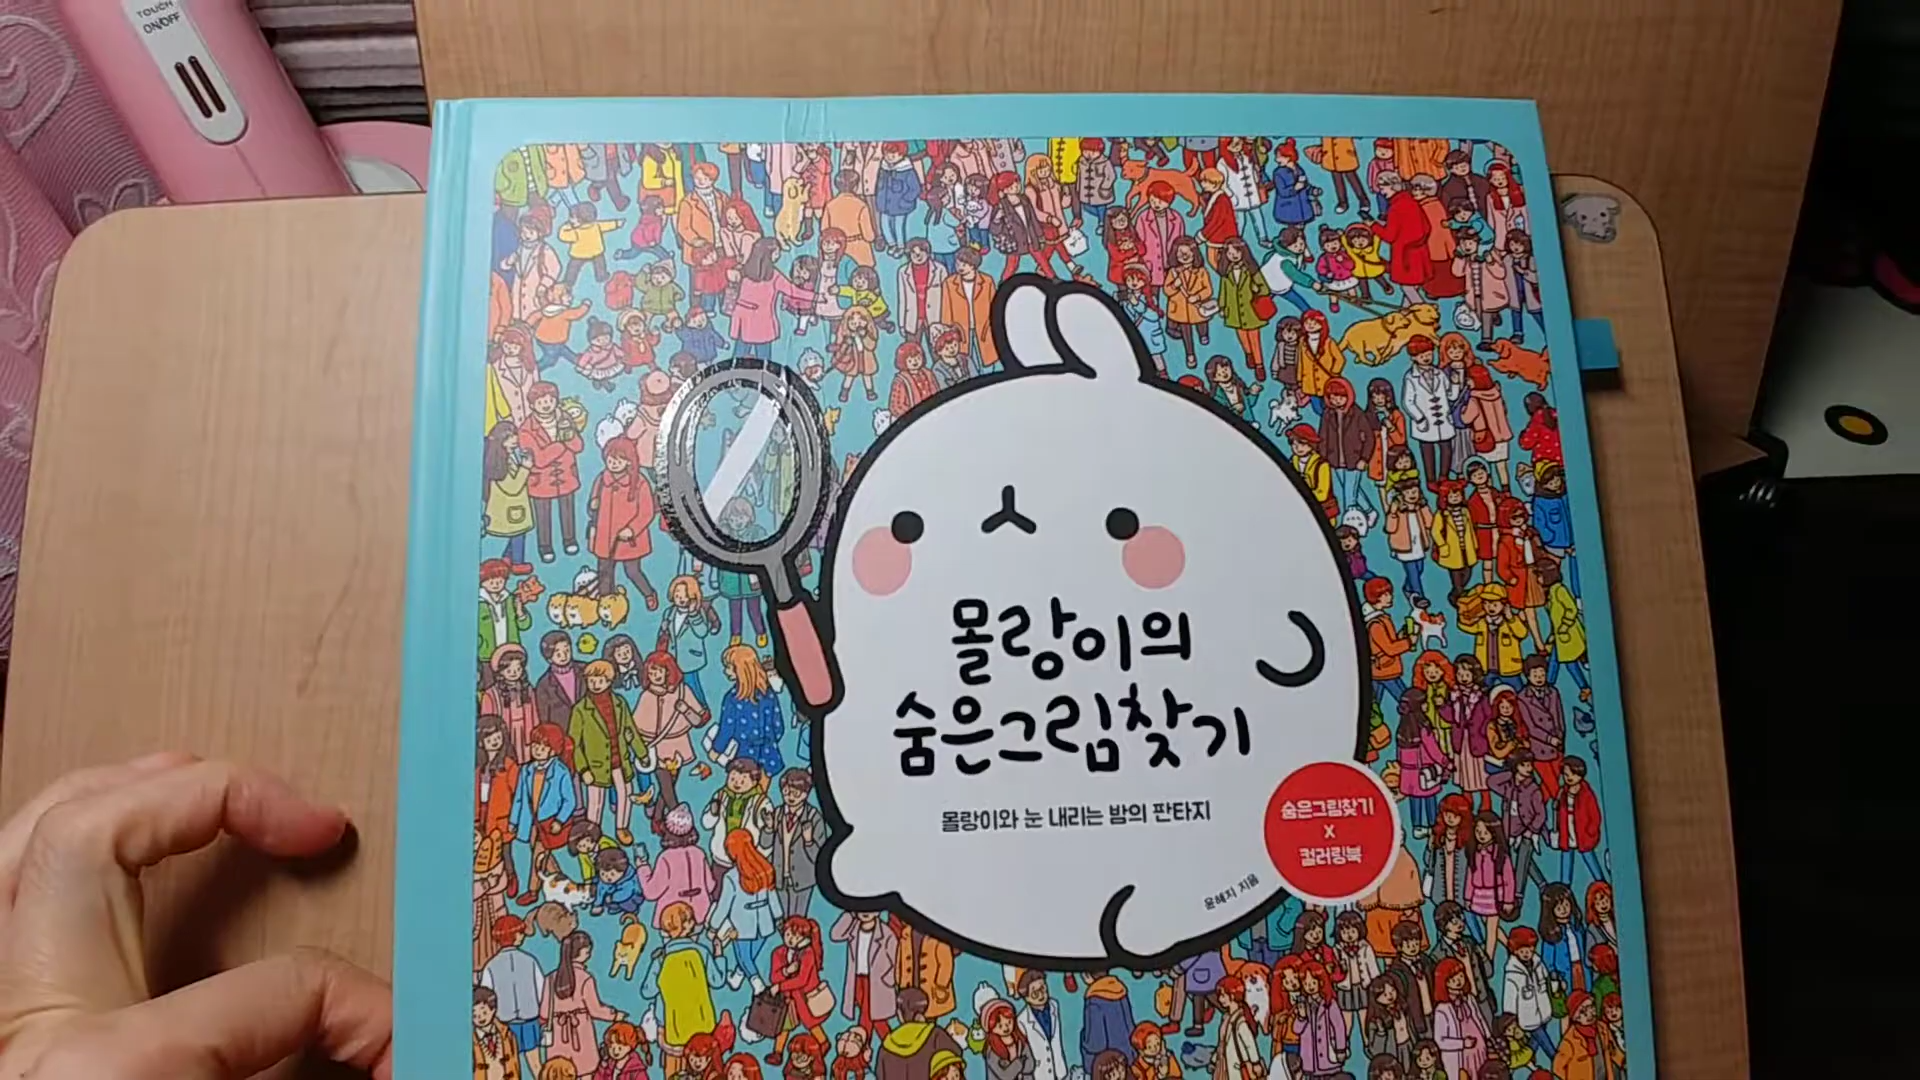 TOUCH
ON/OFF
몰랑이의
숨은그림찾기
몰랑이와 눈 내리는 밤의 판타지
숨은그림찾기
X
컬러링북
윤혜지 지음